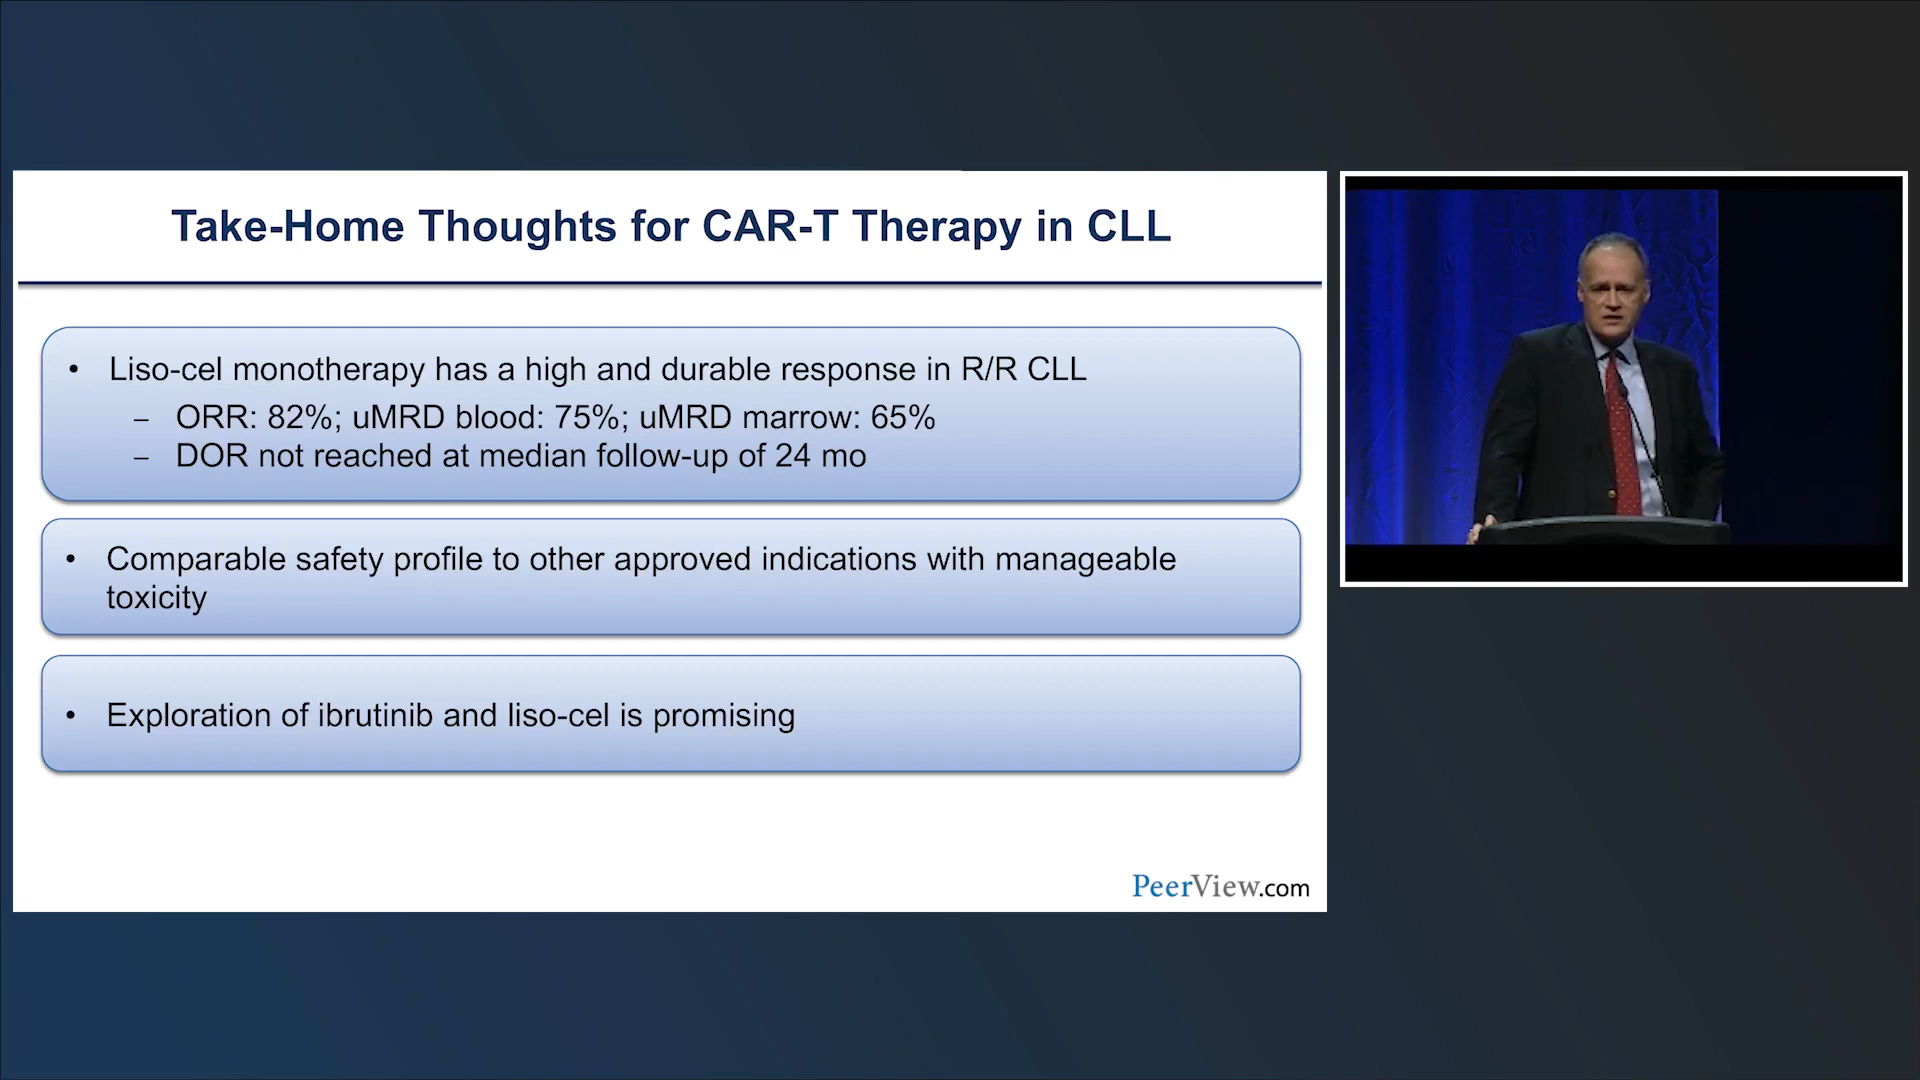 Take-Home Thoughts for CAR-T Therapy in CLL
• Liso-cel monotherapy has a high and durable response in R/R CLL
– ORR: 82%; uMRD blood: 75%; uMRD marrow: 65%
– DOR not reached at median follow-up of 24 mo
• Comparable safety profile to other approved indications with manageable
toxicity
• Exploration of ibrutinib and liso-cel is promising
PeerView.com